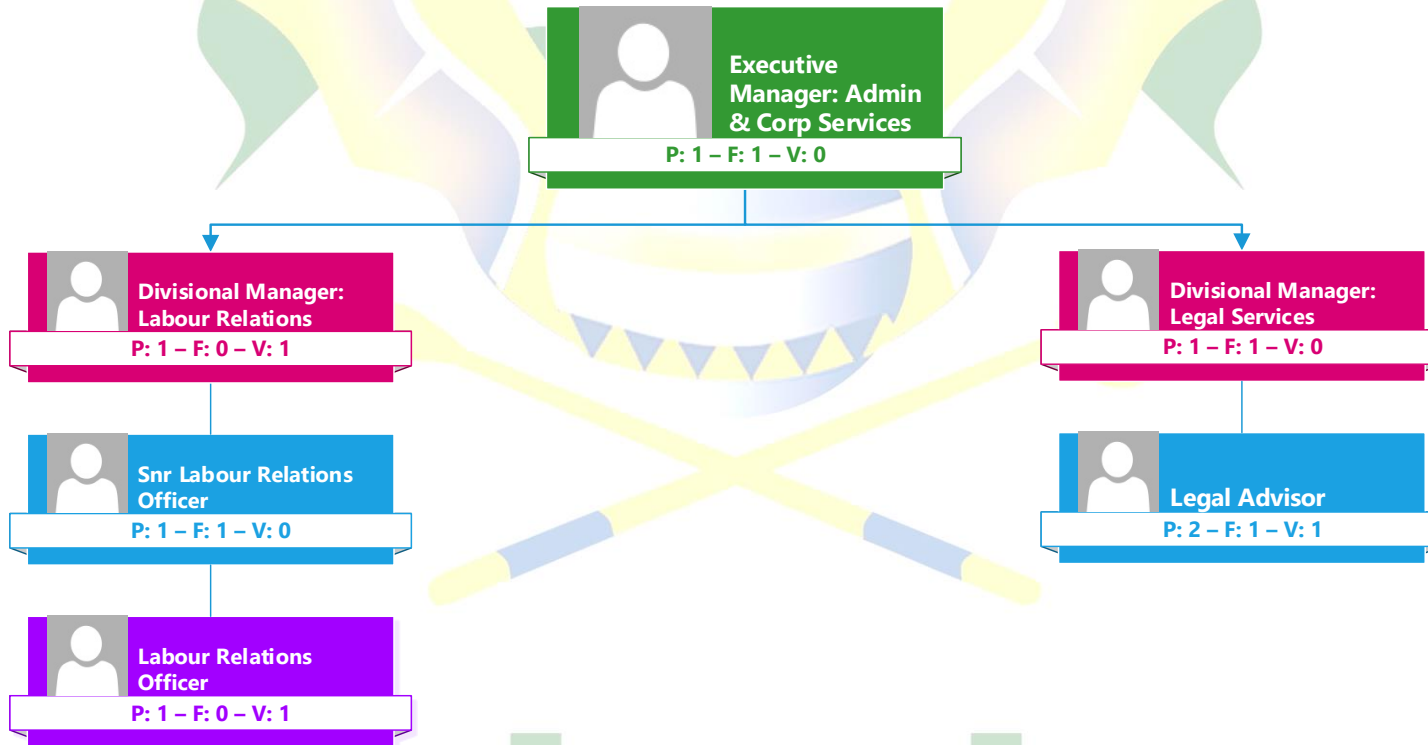 Executive
Manager: Admin
& Corp Services
P: 1 – F: 1 – V: 0
Divisional Manager:
Labour Relations
P: 1 – F: 0 – V: 1
Divisional Manager:
Legal Services
P: 1 – F: 1 – V: 0
Snr Labour Relations
Officer
P: 1 – F: 1 – V: 0
Legal Advisor
P: 2 – F: 1 – V: 1
Labour Relations
Officer
P: 1 – F: 0 – V: 1